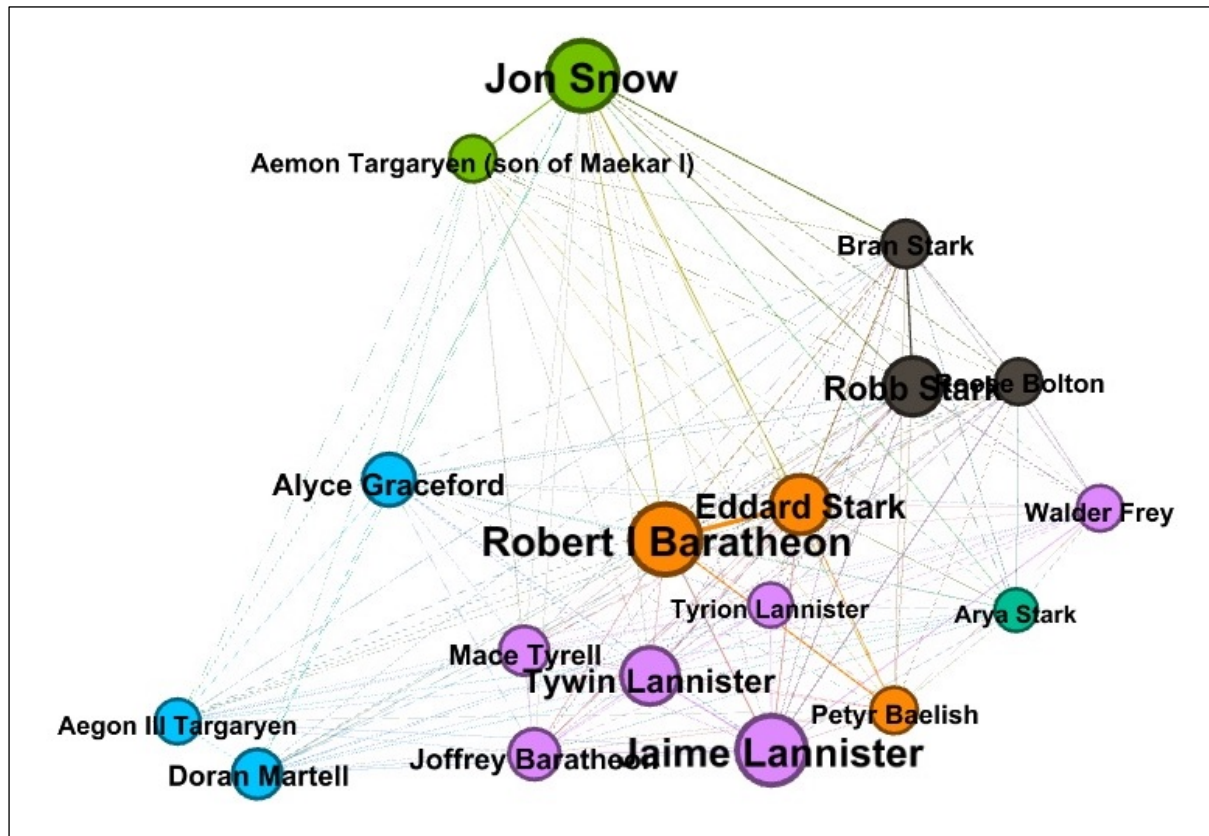 Jon Snow
Aemon Targaryen (son of Maekar I)
Bran Stark
Robb Stark
Roose Bolton
Alyce Graceford
Eddard Stark
Walder Frey
Robert I Baratheon
Tyrion Lannister
Arya Stark
Mace Tyrell
Tywin Lannister
Petyr Baelish
Aegon III Targaryen
Joffrey Baratheon
Jaime Lannister
Doran Martell